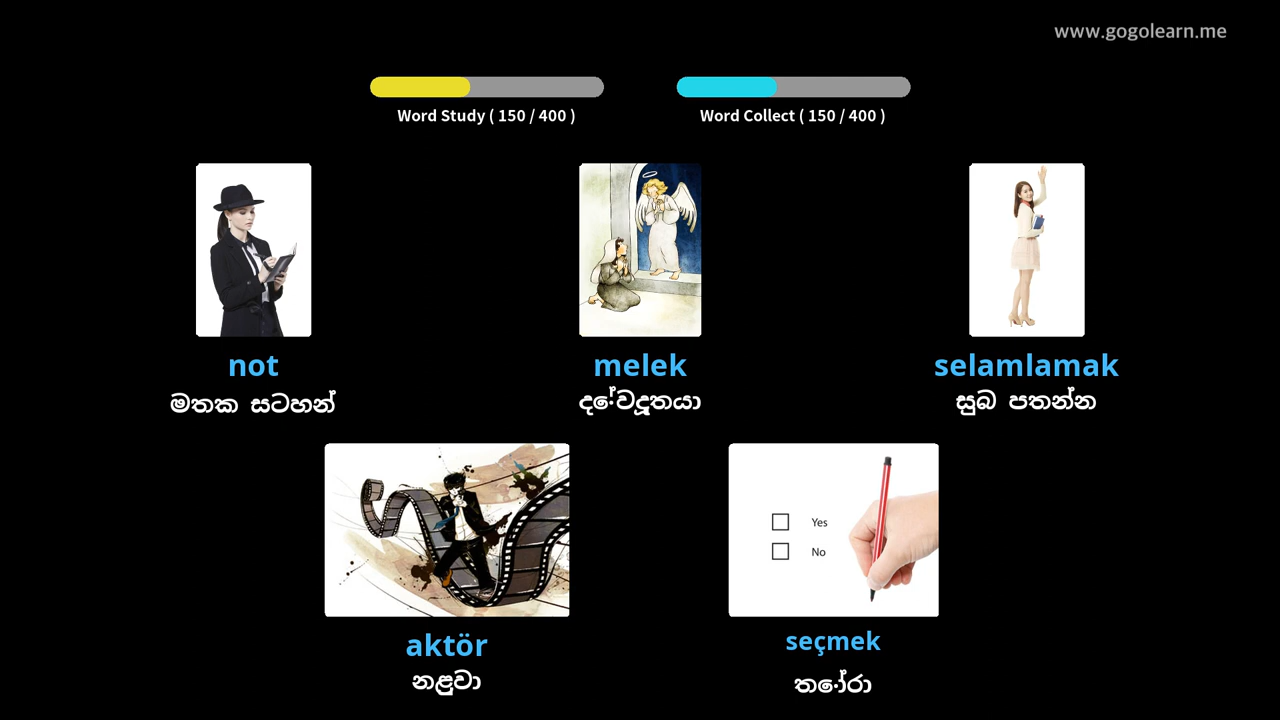 www.gogolearn.me
Word Study ( 150 / 400 )
Word Collect ( 150 / 400 )
not
මතක සටහන්
melek
දේවදූතයා
selamlamak
සුබ පතන්න
Yes
No
aktör
නළුවා
seçmek
තෝරා